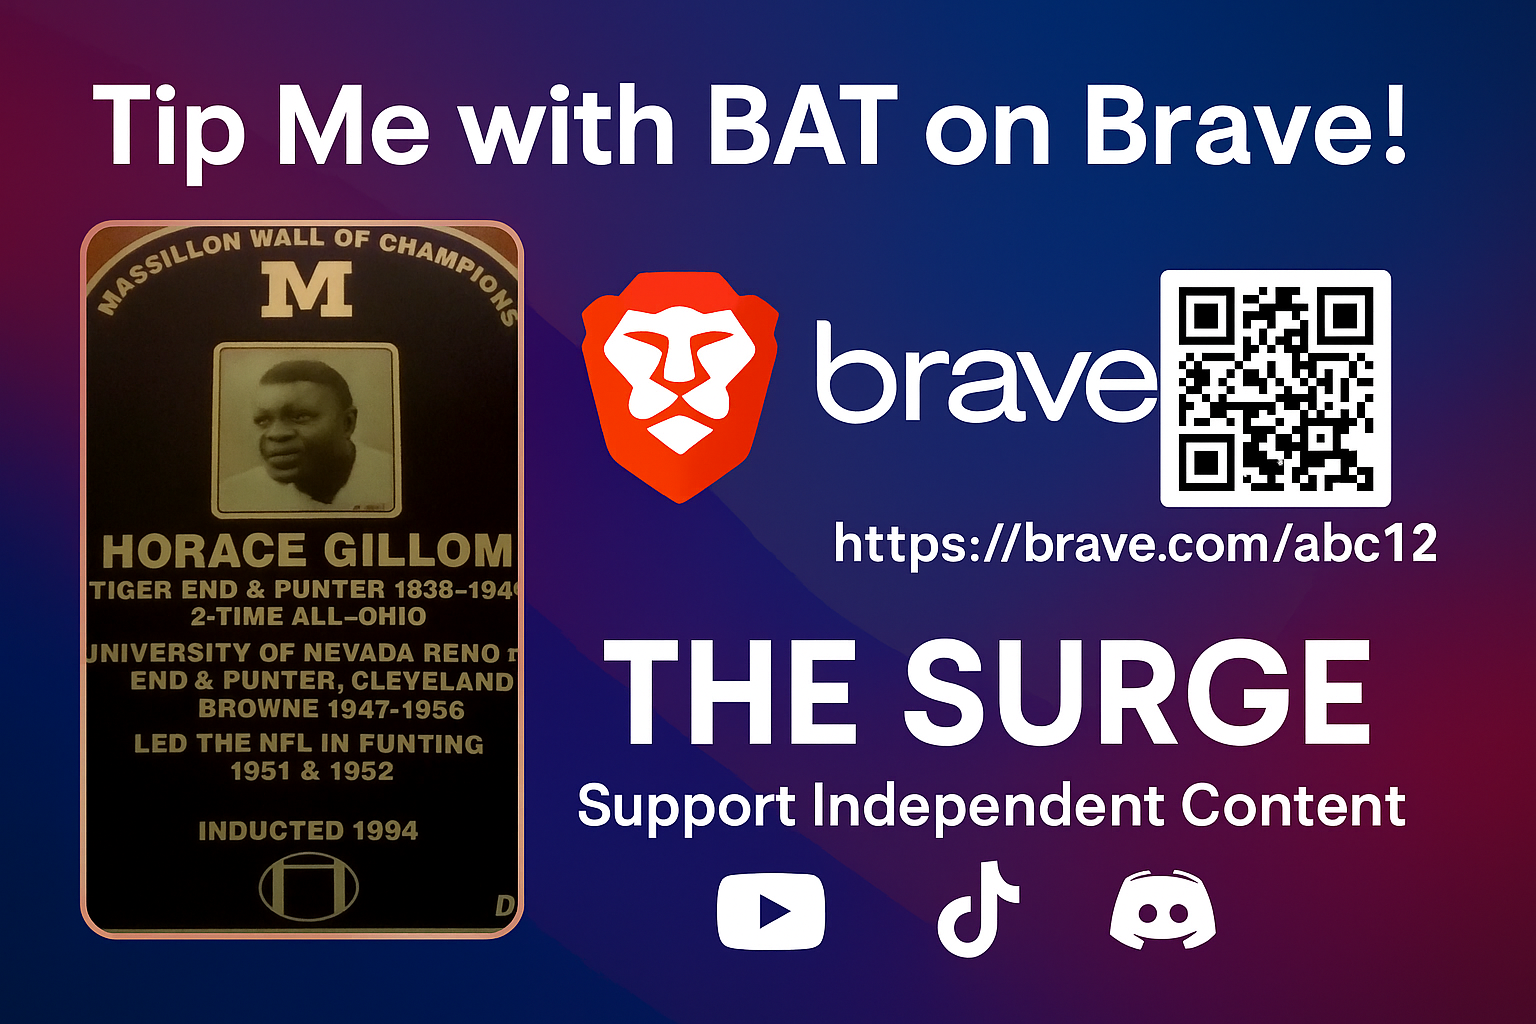 Tip Me with BAT on Brave!
MASSILLON WALL OF CHAMPIONS
M
HORACE GILLOM
TIGER END & PUNTER 1838–194
2-TIME ALL–OHIO
UNIVERSITY OF NEVADA RENO
END & PUNTER, CLEYELAND
BROWNE 1947-1956
LED THE NFL IN FUNTING
1951 & 1952
INDUCTED 1994
D
brave
https://brave.com/abc12
THE SURGE
Support Independent Content